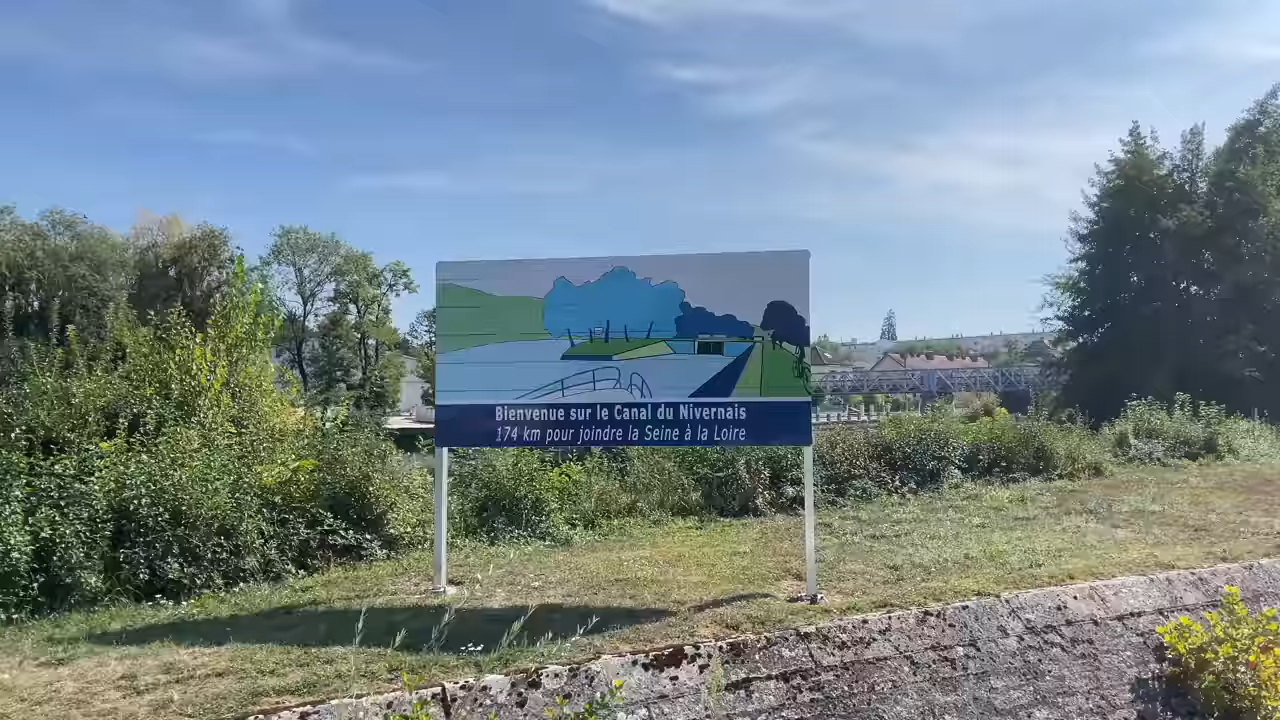 Bienvenue sur le Canal du Nivernais
174 km pour joindre la Seine à la Loire